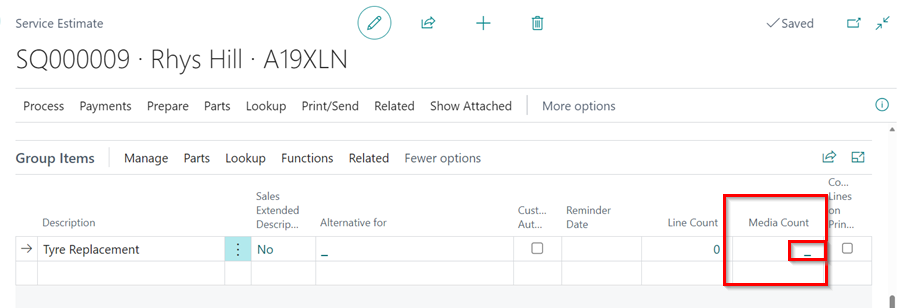 Service Estimate
Saved
SQ000009 · Rhys Hill · A19XLN
Process Payments Prepare Parts Lookup Print/Send Related Show Attached More options
Group Items Manage Parts Lookup Functions Related Fewer options
Description
Sales
Extended
Descrip...
Alternative for
Cust...
Aut...
Reminder
Date
Line Count
Media Count
Co...
Lines
on
Prin...
Tyre Replacement No _ 0 _